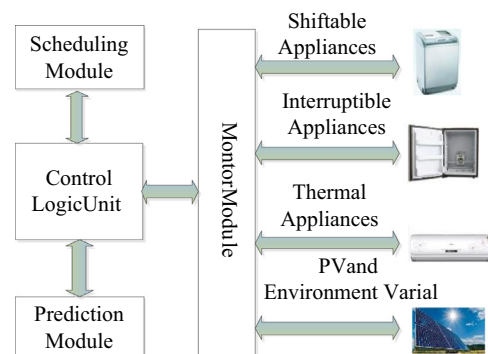 Scheduling
Module
Control
LogicUnit
Prediction
Module
MontorModule
Shiftable
Appliances
Interruptible
Appliances
Thermal
Appliances
PVand
Environment Varial